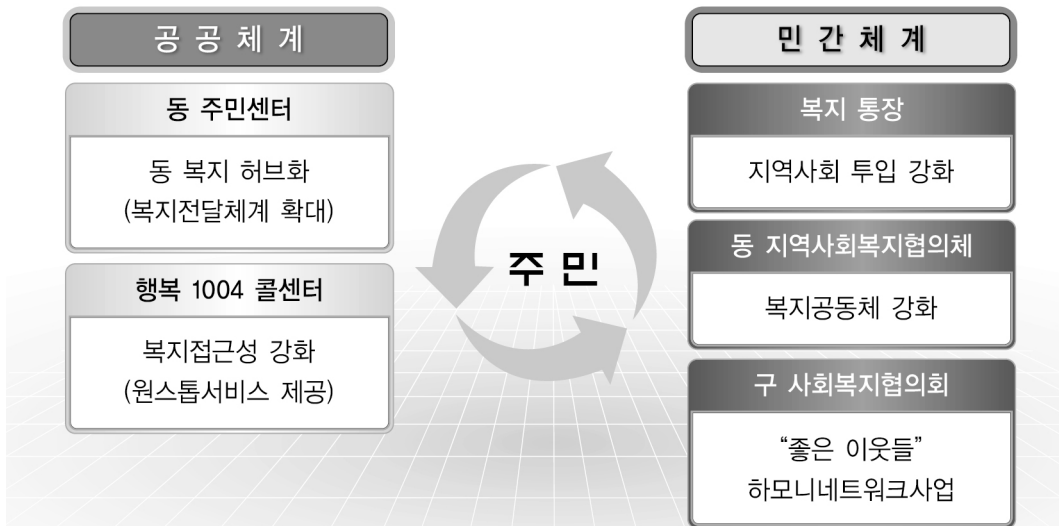 공공체계
동 주민센터
동 복지 허브화
(복지전달체계 확대)
행복 1004 콜센터
복지접근성 강화
(원스톱서비스 제공)
주민
민간체계
복지 통장
지역사회 투입 강화
동 지역사회복지협의체
복지공동체 강화
구 사회복지협의회
“좋은 이웃들”
하모니네트워크사업